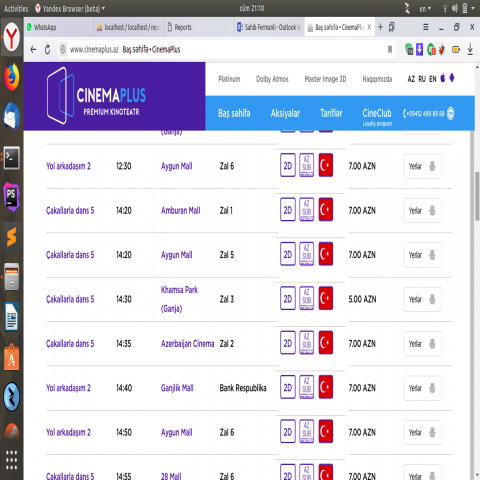 Activities Yandex Browser (beta) cüm 21:10 en
WhatsApp localhost / localhost / repo Reports Sahib Fermanli - Outlook Baş səhifə • CinemaPlus
www.cinemaplus.az Baş səhifə • CinemaPlus
CINEMAPLUS
PREMIUM KINOTEATR
Platinum Dolby Atmos Master Image 3D Haqqımızda AZ RU EN
Baş səhifə Aksiyalar Tariflər CineClub +99412 499 89 88
Loyalty program
(Ganja)
Yol arkadaşım 2 12:30 Aygun Mall Zal 6 2D AZ SUB 7.00 AZN Yerlər
Çakallarla dans 5 14:20 Amburan Mall Zal 1 2D AZ SUB 7.00 AZN Yerlər
Çakallarla dans 5 14:20 Aygun Mall Zal 5 2D AZ SUB 7.00 AZN Yerlər
Çakallarla dans 5 14:30 Khamsa Park (Ganja) Zal 3 2D AZ SUB 5.00 AZN Yerlər
Çakallarla dans 5 14:35 Azerbaijan Cinema Zal 2 2D AZ SUB 7.00 AZN Yerlər
Yol arkadaşım 2 14:40 Ganjlik Mall Bank Respublika 2D AZ SUB 7.00 AZN Yerlər
Yol arkadaşım 2 14:50 Aygun Mall Zal 6 2D AZ SUB 7.00 AZN Yerlər
Çakallarla dans 5 14:55 28 Mall Zal 6 2D AZ SUB 7.00 AZN Yerlər